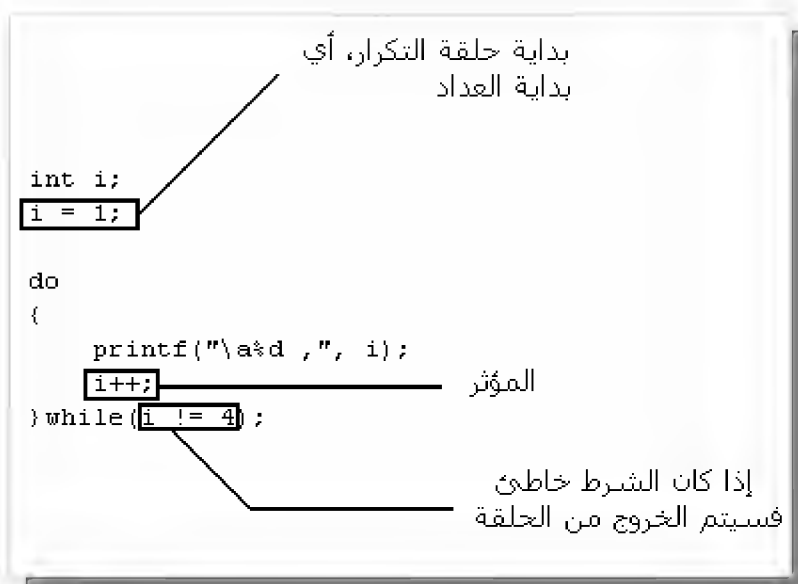 بداية حلقة التكرار، أي
بداية العداد
int i;
i = 1;
do
{
printf("\a%d ,", i);
i++;
المؤثر
}while(i != 4);
إذا كان الشرط خاطئ
فسيتم الخروج من الحلقة